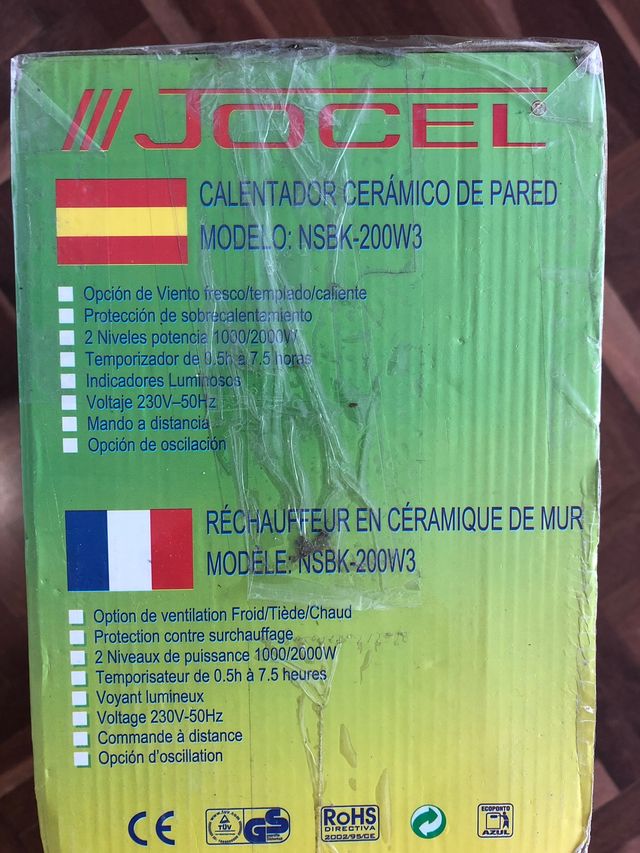 JOCEL
CALENTADOR CERÁMICO DE PARED
MODELO: NSBK-200W3
Opción de Viento fresco/templado/caliente
Protección de sobrecalentamiento
2 Niveles potencia 1000/2000W
Temporizador de 0.5h a 7.5 horas
Indicadores Luminosos
Voltaje 230V–50Hz
Mando a distancia
Opción de oscilación
RÉCHAUFFEUR EN CÉRAMIQUE DE MUR
MODÈLE: NSBK-200W3
Option de ventilation Froid/Tiède/Chaud
Protection contre surchauffage
2 Niveaux de puissance 1000/2000W
Temporisateur de 0.5h à 7.5 heures
Voyant lumineux
Voltage 230V-50Hz
Commande à distance
Opción d'oscillation
CE TÜV GS RoHS ECOPONTO
DIRECTIVA AZUL
2002/95/CE